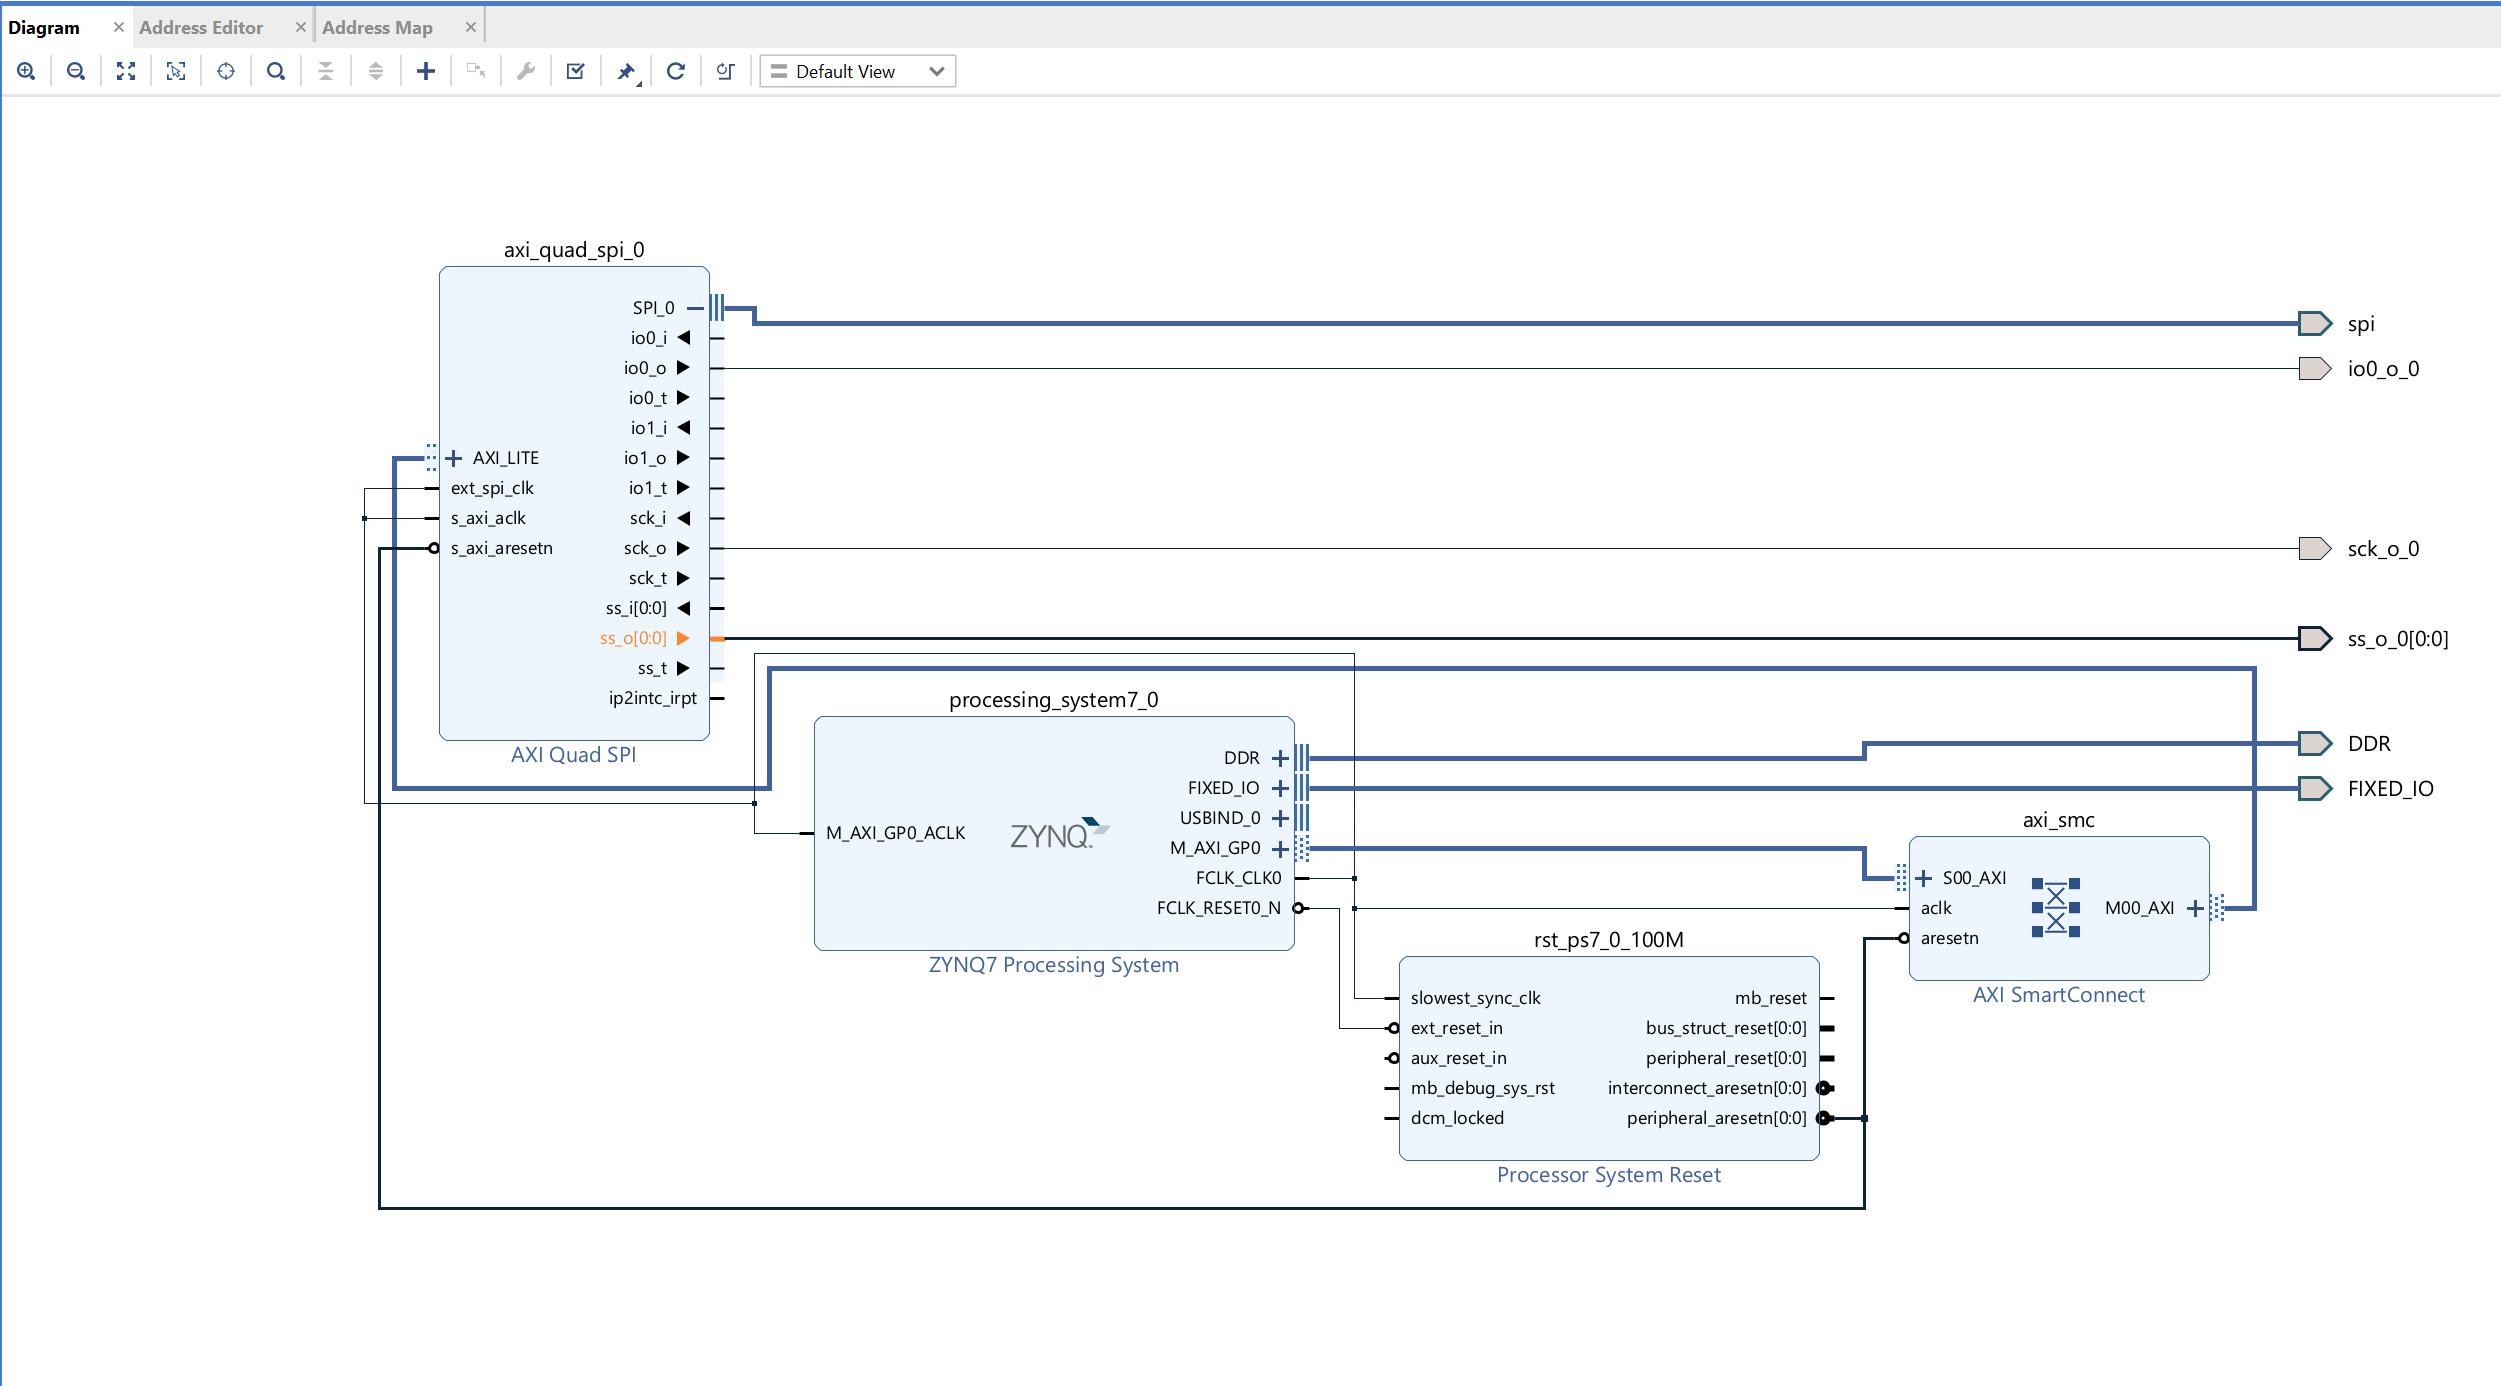 Diagram
Address Editor
Address Map
Default View
axi_quad_spi_0
SPI_0
io0_i
io0_o
io0_t
io1_i
AXI_LITE
io1_o
ext_spi_clk
io1_t
s_axi_aclk
sck_i
s_axi_aresetn
sck_o
sck_t
ss_i[0:0]
ss_o[0:0]
ss_t
ip2intc_irpt
AXI Quad SPI
spi
io0_o_0
sck_o_0
ss_o_0[0:0]
DDR
FIXED_IO
processing_system7_0
DDR
FIXED_IO
USBIND_0
M_AXI_GP0_ACLK
ZYNQ
M_AXI_GP0
FCLK_CLK0
FCLK_RESET0_N
ZYNQ7 Processing System
axi_smc
S00_AXI
aclk
M00_AXI
aresetn
AXI SmartConnect
rst_ps7_0_100M
slowest_sync_clk
mb_reset
ext_reset_in
bus_struct_reset[0:0]
aux_reset_in
peripheral_reset[0:0]
mb_debug_sys_rst
interconnect_aresetn[0:0]
dcm_locked
peripheral_aresetn[0:0]
Processor System Reset